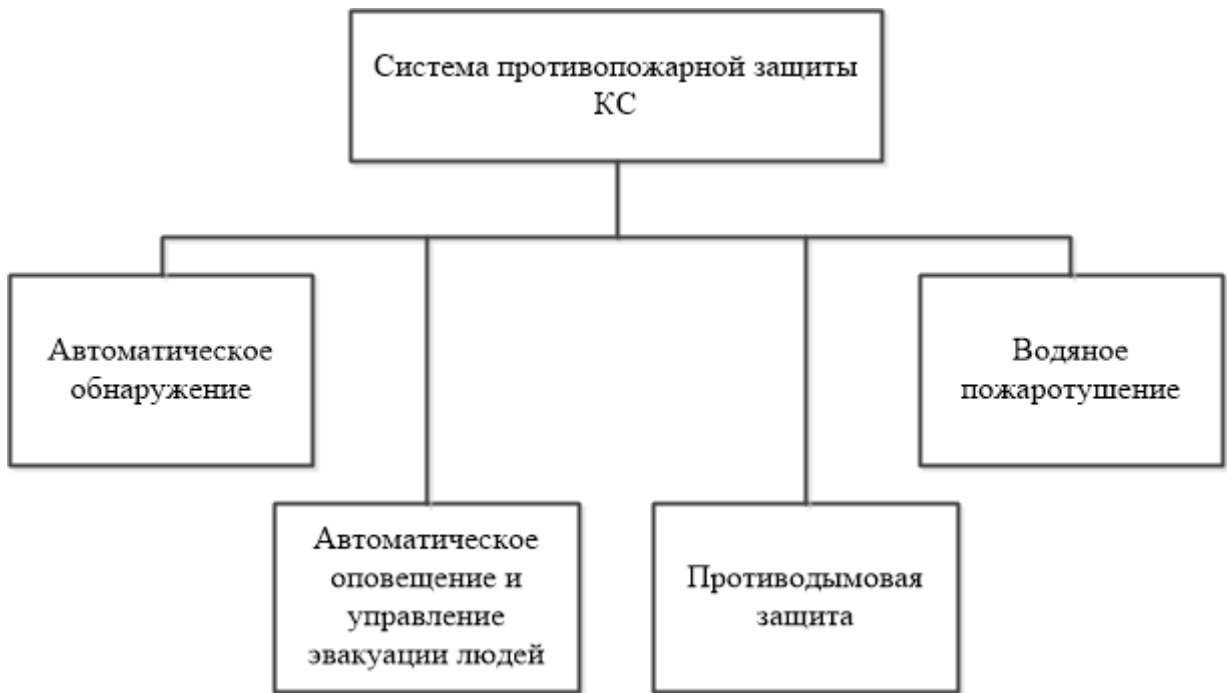 Система противопожарной защиты
КС
Автоматическое
обнаружение
Водяное
пожаротушение
Автоматическое
оповещение и
управление
эвакуации людей
Противодымовая
защита